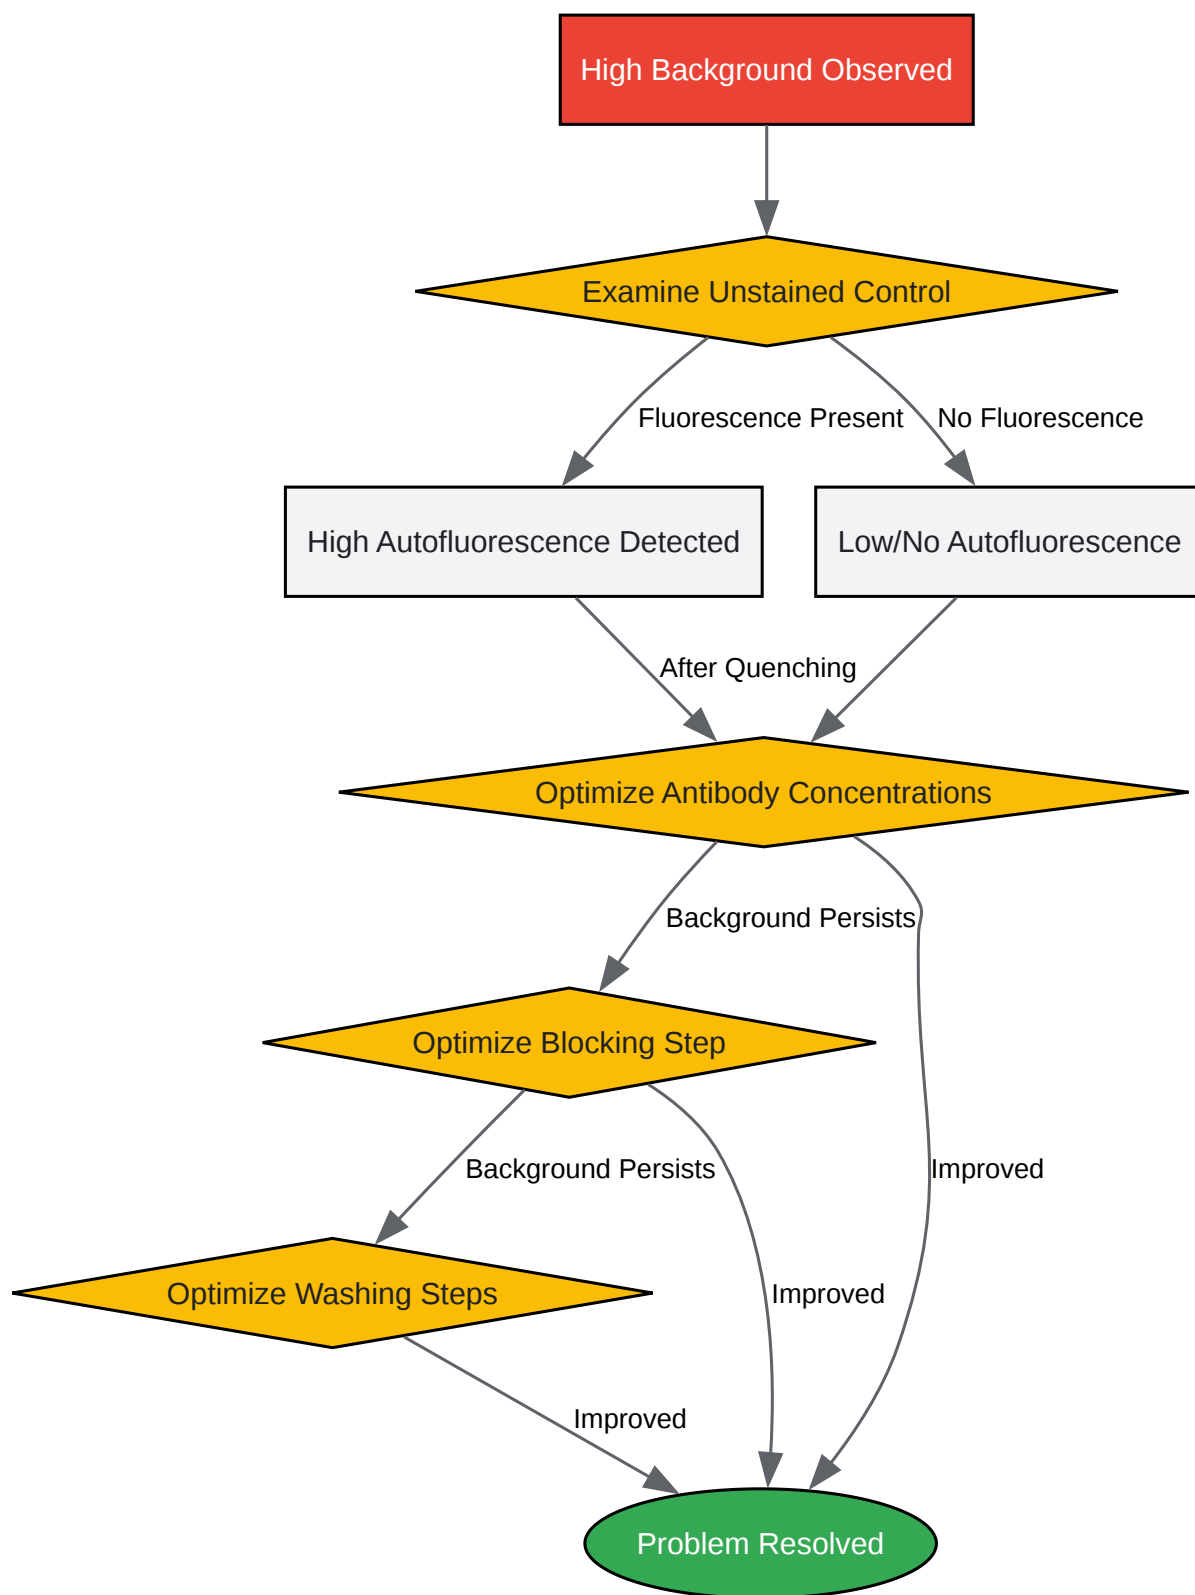 High Background Observed
Examine Unstained Control
Fluorescence Present
No Fluorescence
High Autofluorescence Detected
Low/No Autofluorescence
After Quenching
Optimize Antibody Concentrations
Background Persists
Optimize Blocking Step
Background Persists
Improved
Optimize Washing Steps
Improved
Improved
Problem Resolved